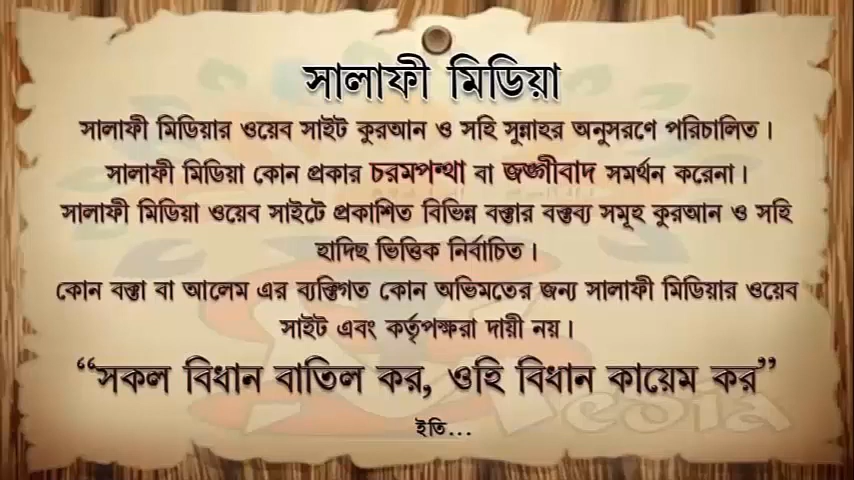 সালাফী মিডিয়া
সালাফী মিডিয়ার ওয়েব সাইট কুরআন ও সহি সুন্নাহর অনুসরণে পরিচালিত।
সালাফী মিডিয়া কোন প্রকার চরমপন্থা বা জঙ্গীবাদ সমর্থন করেনা।
সালাফী মিডিয়া ওয়েব সাইটে প্রকাশিত বিভিন্ন বক্তার বক্তব্য সমূহ কুরআন ও সহি
হাদিছ ভিত্তিক নির্বাচিত।
কোন বক্তা বা আলেম এর ব্যক্তিগত কোন অভিমতের জন্য সালাফী মিডিয়ার ওয়েব
সাইট এবং কর্তৃপক্ষরা দায়ী নয়।
“সকল বিধান বাতিল কর, ওহি বিধান কায়েম কর”
Media
ইতি...